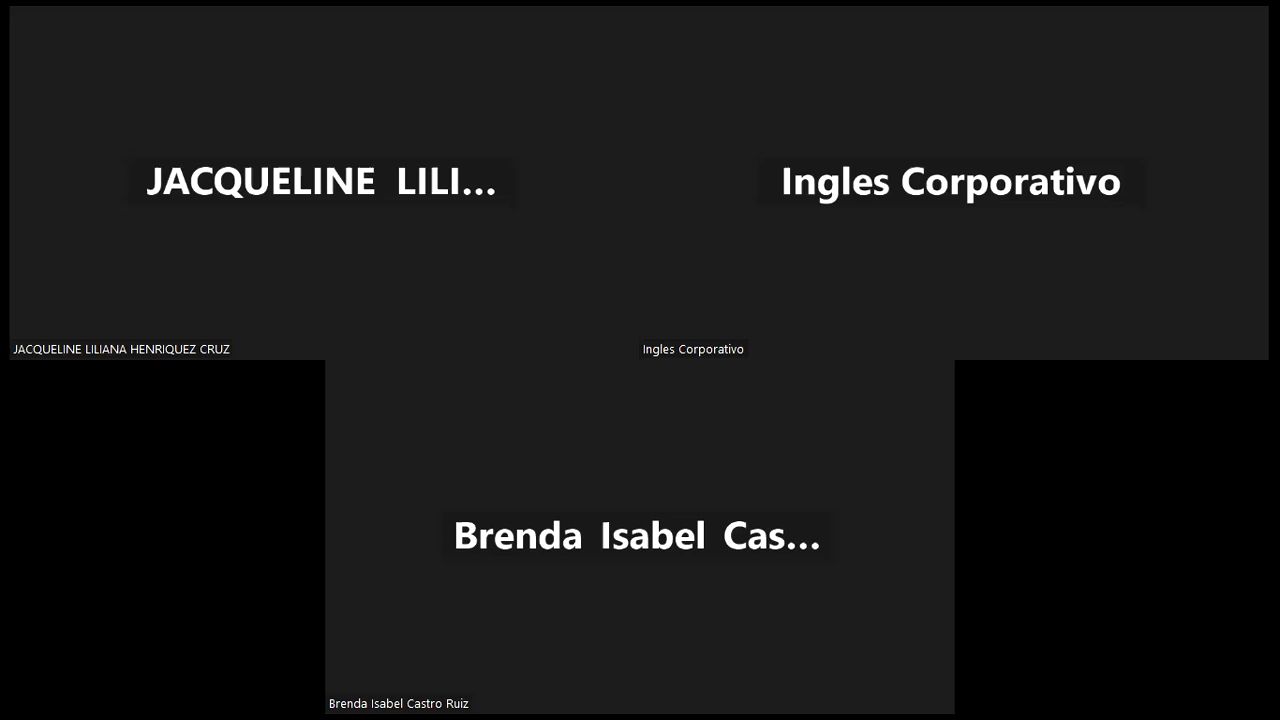 JACQUELINE LILI...
Ingles Corporativo
JACQUELINE LILIANA HENRIQUEZ CRUZ
Ingles Corporativo
Brenda Isabel Cas...
Brenda Isabel Castro Ruiz